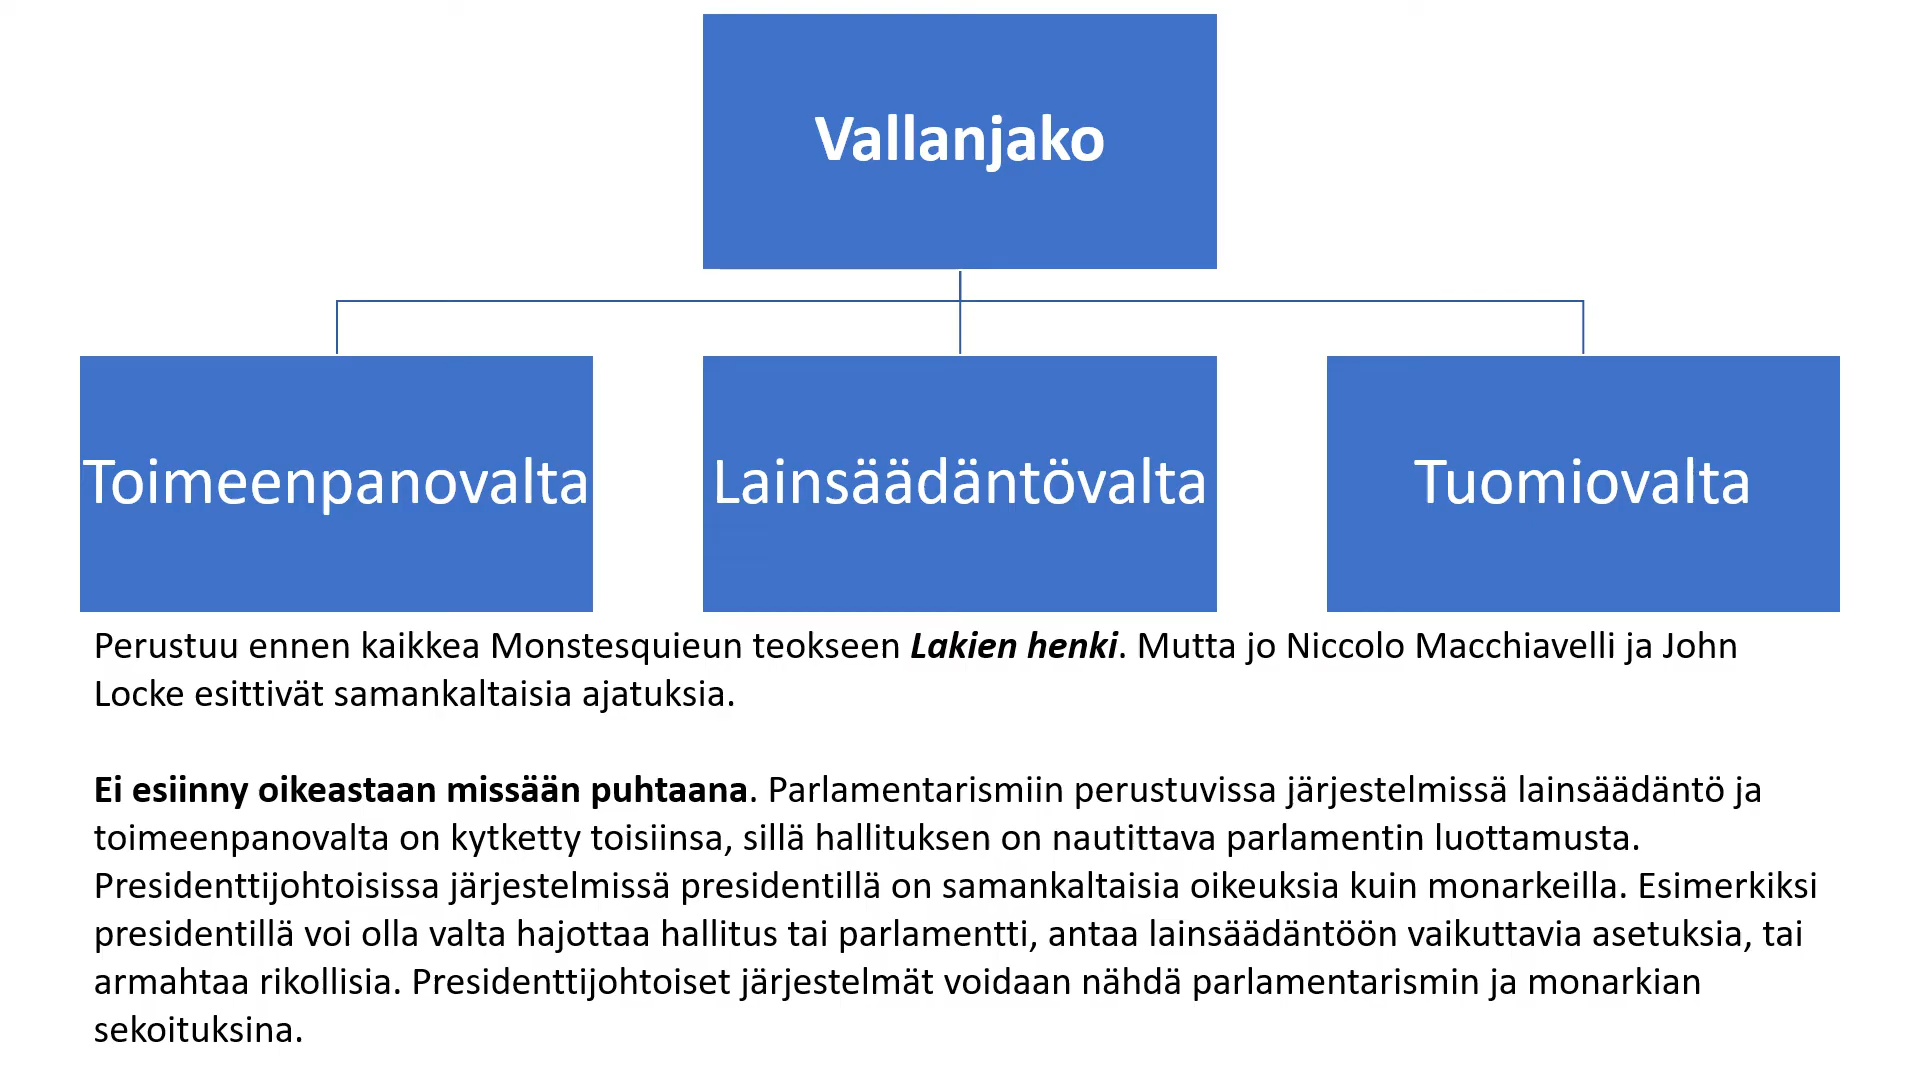 Vallanjako
Toimeenpanovalta
Lainsäädäntövalta
Tuomiovalta
Perustuu ennen kaikkea Monstesquieun teokseen Lakien henki. Mutta jo Niccolo Macchiavelli ja John
Locke esittivät samankaltaisia ajatuksia.
Ei esiinny oikeastaan missään puhtaana. Parlamentarismiin perustuvissa järjestelmissä lainsäädäntö ja
toimeenpanovalta on kytketty toisiinsa, sillä hallituksen on nautittava parlamentin luottamusta.
Presidenttijohtoisissa järjestelmissä presidentillä on samankaltaisia oikeuksia kuin monarkeilla. Esimerkiksi
presidentillä voi olla valta hajottaa hallitus tai parlamentti, antaa lainsäädäntöön vaikuttavia asetuksia, tai
armahtaa rikollisia. Presidenttijohtoiset järjestelmät voidaan nähdä parlamentarismin ja monarkian
sekoituksina.